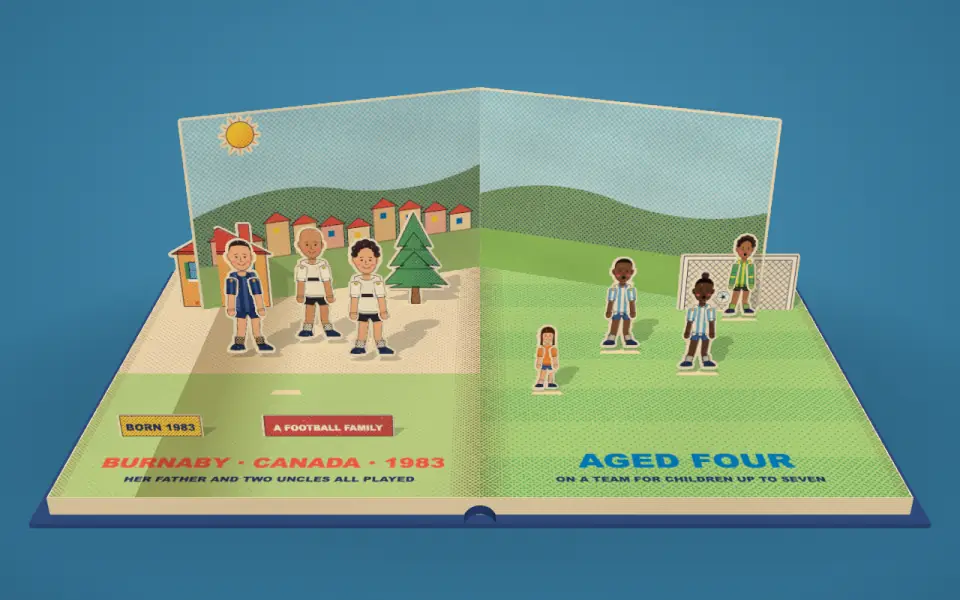 BORN 1983
A FOOTBALL FAMILY
BURNABY · CANADA · 1983
HER FATHER AND TWO UNCLES ALL PLAYED
AGED FOUR
ON A TEAM FOR CHILDREN UP TO SEVEN